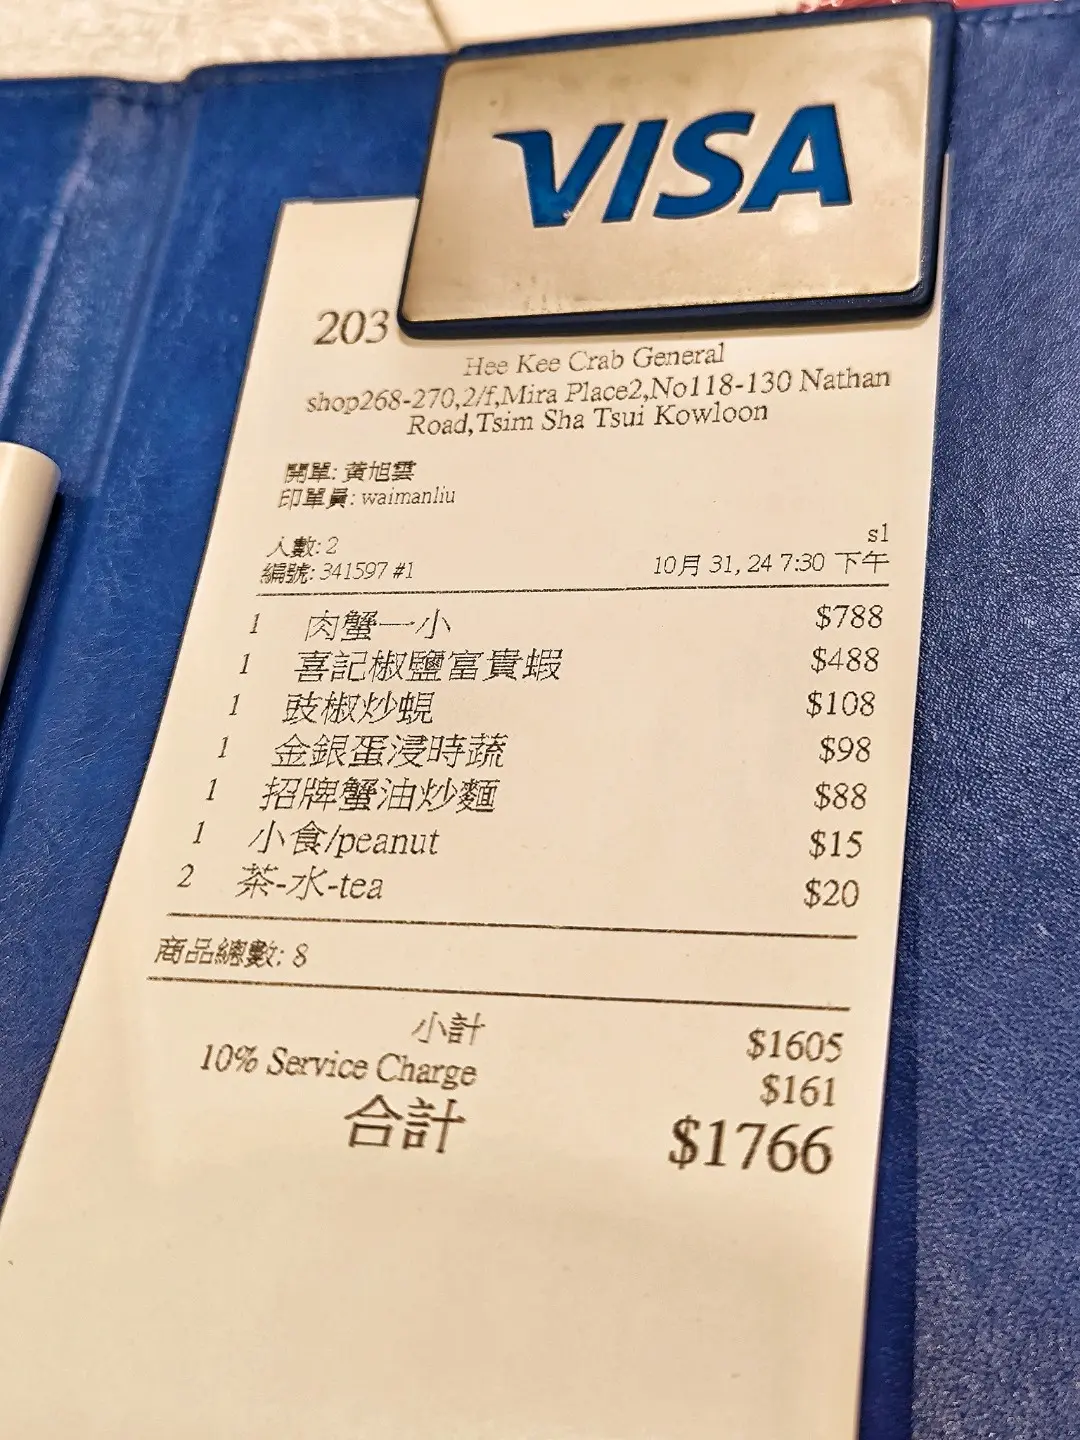 VISA
203
Hee Kee Crab General
shop268-270,2/f,Mira Place2,No118-130 Nathan
Road,Tsim Sha Tsui Kowloon
開單: 黃旭雲
印單員: waimanliu
s1
人數: 2
編號: 341597 #1 10月 31, 24 7:30 下午
1 肉蟹一小 $788
1 喜記椒鹽富貴蝦 $488
1 豉椒炒蜆 $108
1 金銀蛋浸時蔬 $98
1 招牌蟹油炒麵 $88
1 小食/peanut $15
2 茶-水-tea $20
商品總數: 8
小計 $1605
10% Service Charge $161
合計 $1766